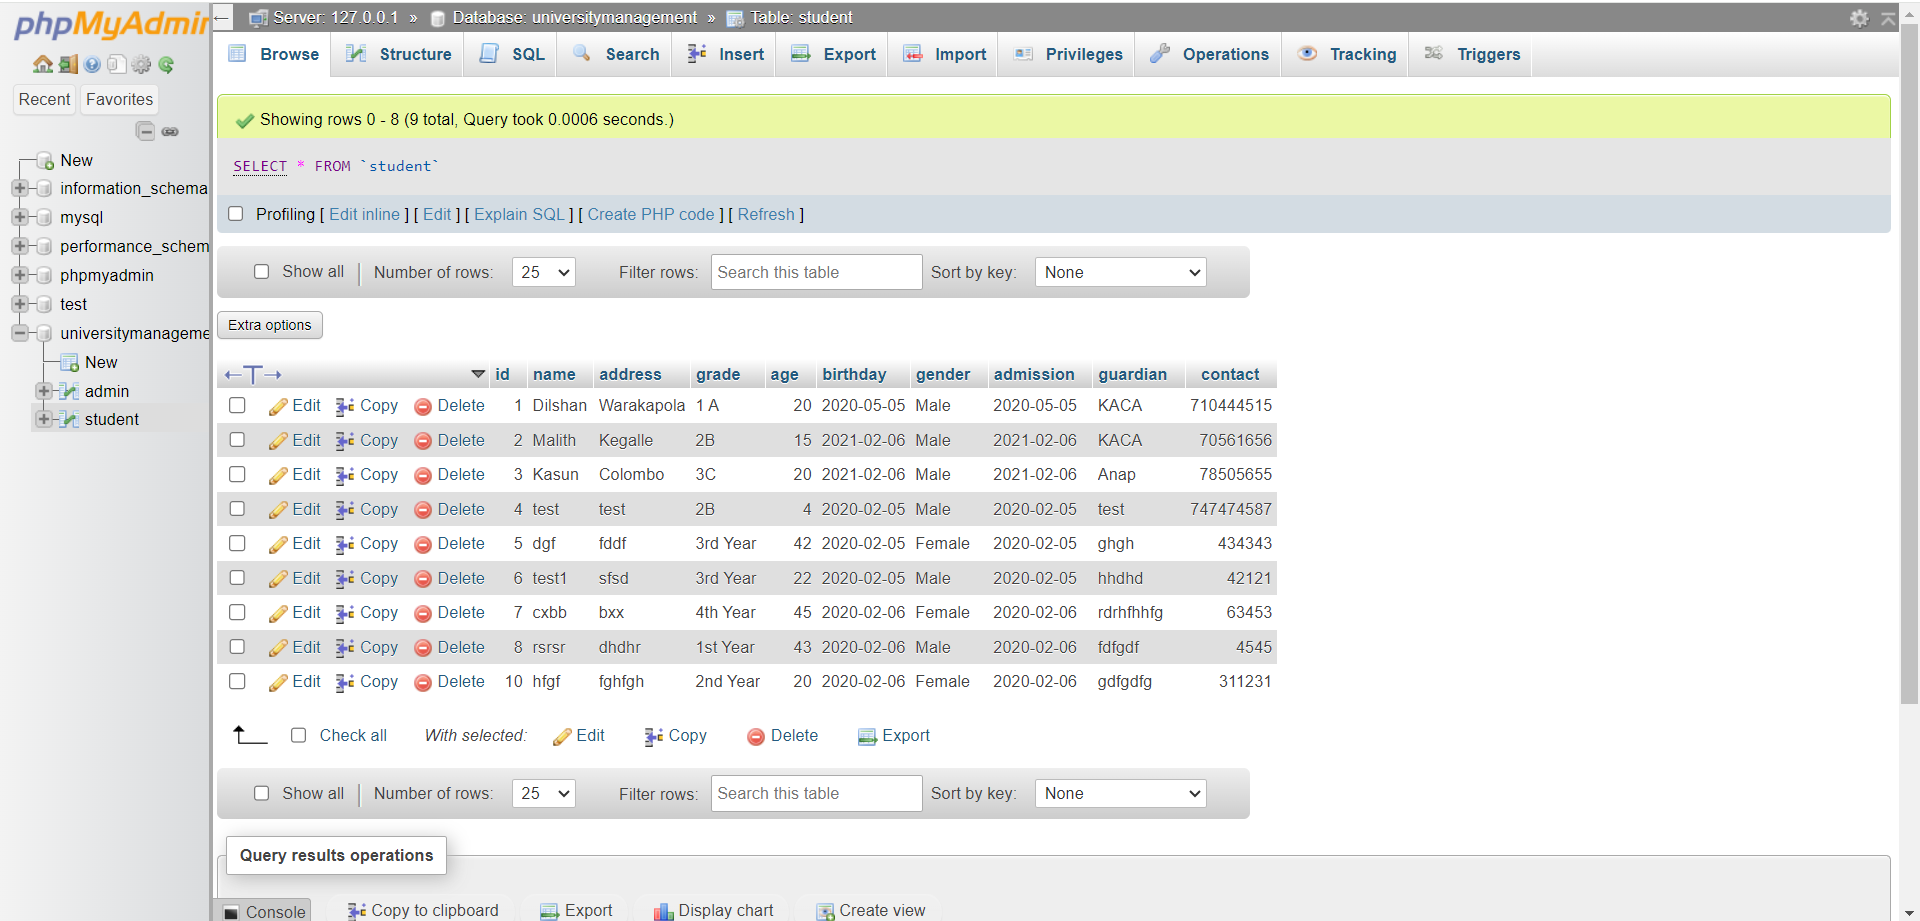 phpMyAdmin
Recent Favorites
New
information_schema
mysql
performance_schem
phpmyadmin
test
universitymanageme
New
admin
student
← Server: 127.0.0.1 » Database: universitymanagement » Table: student
Browse Structure SQL Search Insert Export Import Privileges Operations Tracking Triggers
Showing rows 0 - 8 (9 total, Query took 0.0006 seconds.)
SELECT * FROM `student`
Profiling [ Edit inline ] [ Edit ] [ Explain SQL ] [ Create PHP code ] [ Refresh ]
Show all Number of rows: 25 Filter rows: Search this table Sort by key: None
Extra options
←T→ id name address grade age birthday gender admission guardian contact
Edit Copy Delete 1 Dilshan Warakapola 1 A 20 2020-05-05 Male 2020-05-05 KACA 710444515
Edit Copy Delete 2 Malith Kegalle 2B 15 2021-02-06 Male 2021-02-06 KACA 70561656
Edit Copy Delete 3 Kasun Colombo 3C 20 2021-02-06 Male 2021-02-06 Anap 78505655
Edit Copy Delete 4 test test 2B 4 2020-02-05 Male 2020-02-05 test 747474587
Edit Copy Delete 5 dgf fddf 3rd Year 42 2020-02-05 Female 2020-02-05 ghgh 434343
Edit Copy Delete 6 test1 sfsd 3rd Year 22 2020-02-05 Male 2020-02-05 hhdhd 42121
Edit Copy Delete 7 cxbb bxx 4th Year 45 2020-02-06 Female 2020-02-06 rdrhfhhfg 63453
Edit Copy Delete 8 rsrsr dhdhr 1st Year 43 2020-02-06 Male 2020-02-06 fdfgdf 4545
Edit Copy Delete 10 hfgf fghfgh 2nd Year 20 2020-02-06 Female 2020-02-06 gdfgdfg 311231
Check all With selected: Edit Copy Delete Export
Show all Number of rows: 25 Filter rows: Search this table Sort by key: None
Query results operations
Console Copy to clipboard Export Display chart Create view